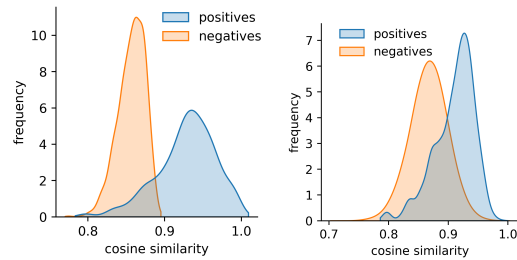 positives
negatives
10
8
6
4
2
0
frequency
0.8
0.9
1.0
cosine similarity
positives
negatives
7
6
5
4
3
2
1
0
frequency
0.7
0.8
0.9
1.0
cosine similarity